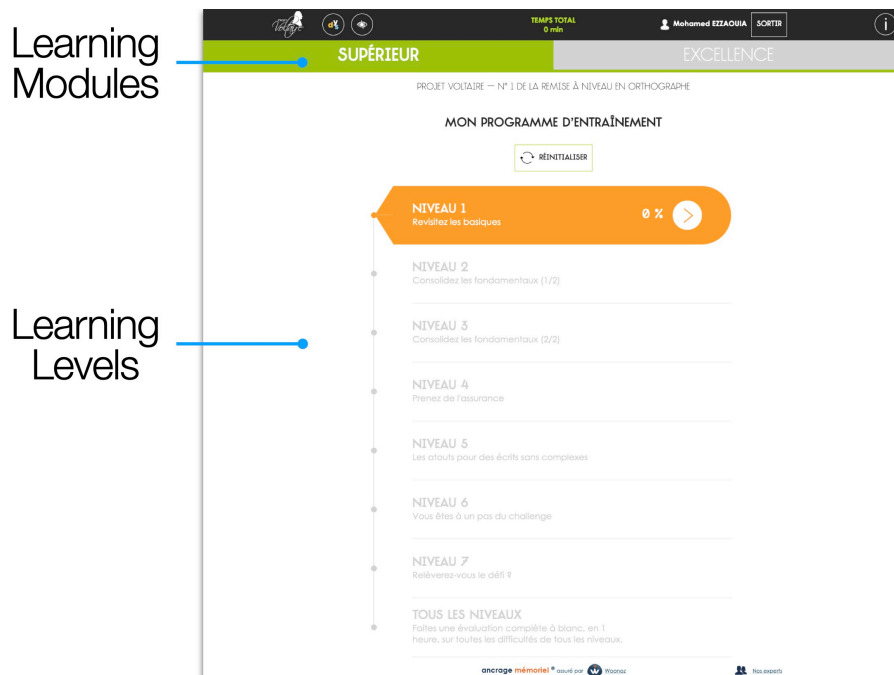 Learning
Modules
Learning
Levels
Voltaire
TEMPS TOTAL
0 min
Mohamed EZZAOUIA
SORTIR
i
SUPÉRIEUR
EXCELLENCE
PROJET VOLTAIRE — N° 1 DE LA REMISE À NIVEAU EN ORTHOGRAPHE
MON PROGRAMME D'ENTRAÎNEMENT
RÉINITIALISER
NIVEAU 1
Revisitez les basiques
0 %
NIVEAU 2
Consolidez les fondamentaux (1/2)
NIVEAU 3
Consolidez les fondamentaux (2/2)
NIVEAU 4
Prenez de l'assurance
NIVEAU 5
Les atouts pour des écrits sans complexes
NIVEAU 6
Vous êtes à un pas du challenge
NIVEAU 7
Relèverez-vous le défi ?
TOUS LES NIVEAUX
Faites une évaluation complète à blanc, en 1
heure, sur toutes les difficultés de tous les niveaux.
ancrage mémoriel ® assuré par Woonoz
Nos experts